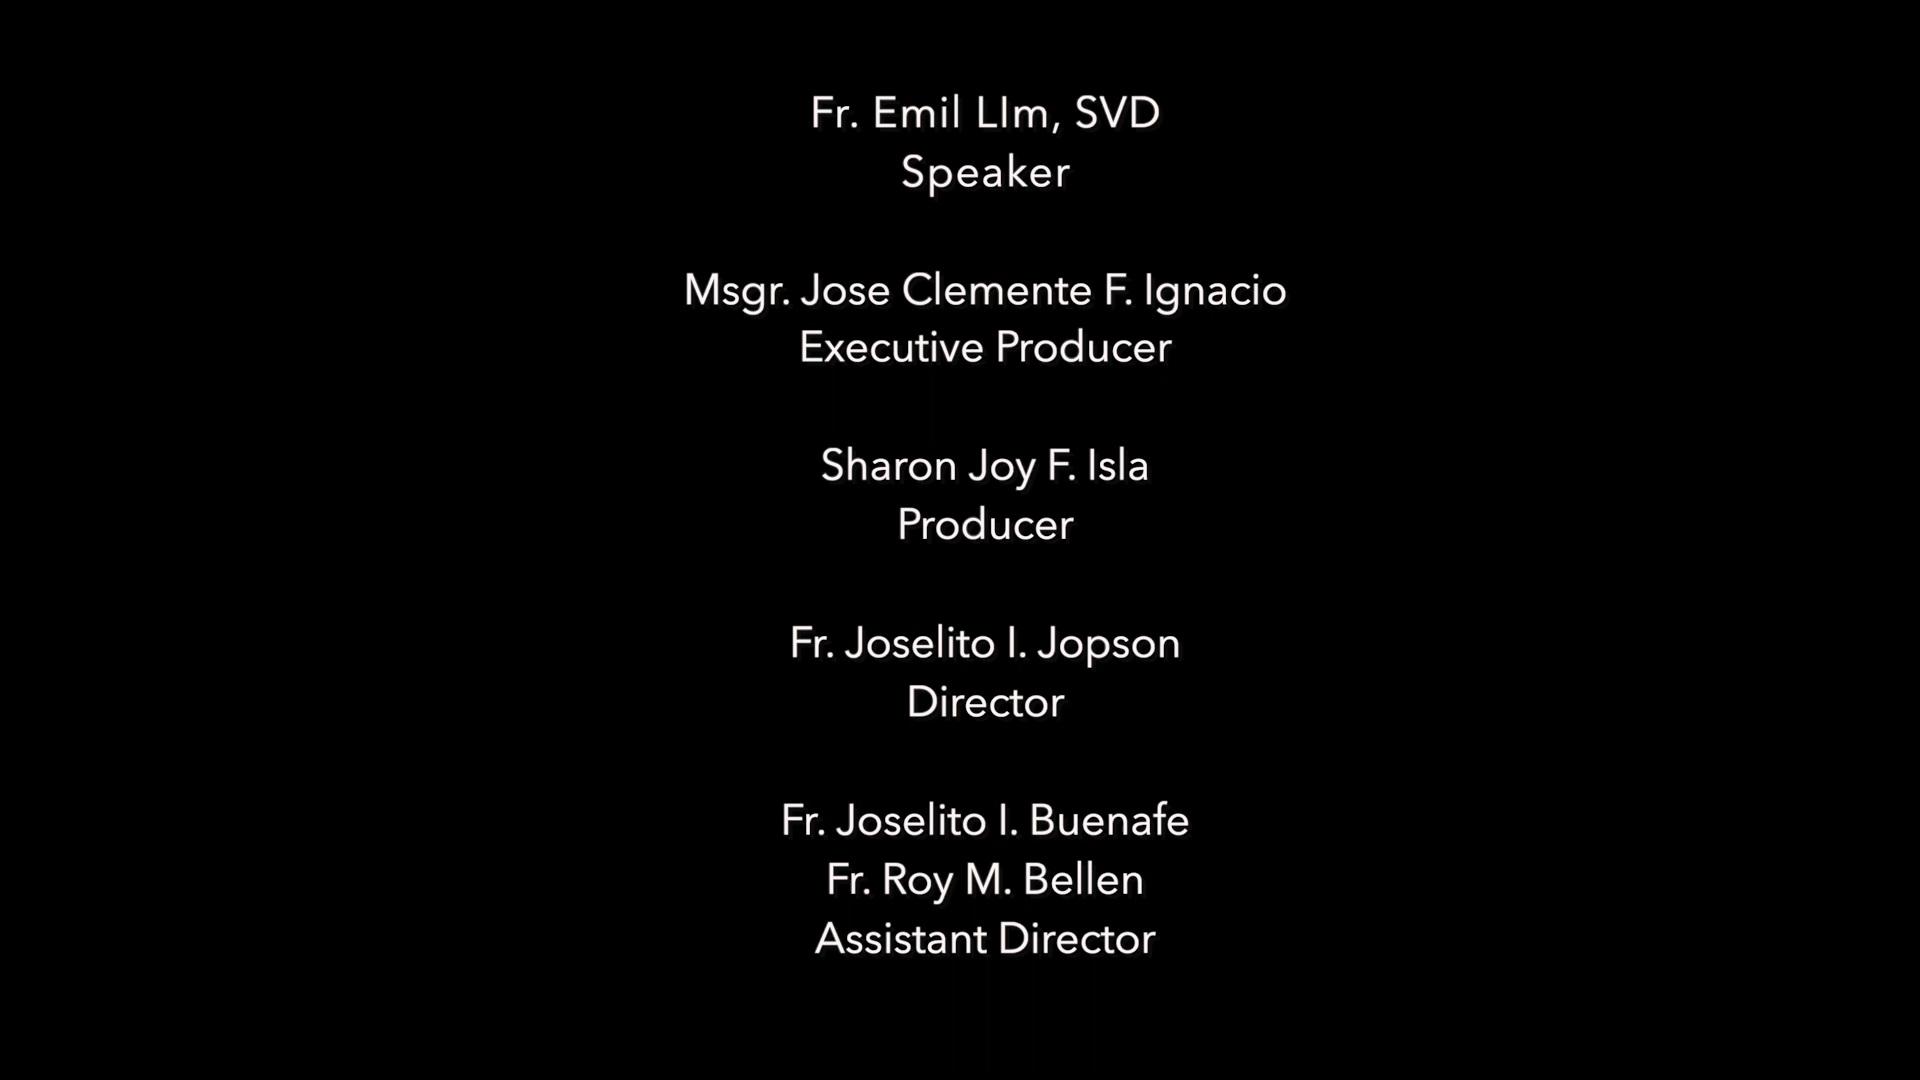 Fr. Emil LIm, SVD
Speaker
Msgr. Jose Clemente F. Ignacio
Executive Producer
Sharon Joy F. Isla
Producer
Fr. Joselito I. Jopson
Director
Fr. Joselito I. Buenafe
Fr. Roy M. Bellen
Assistant Director